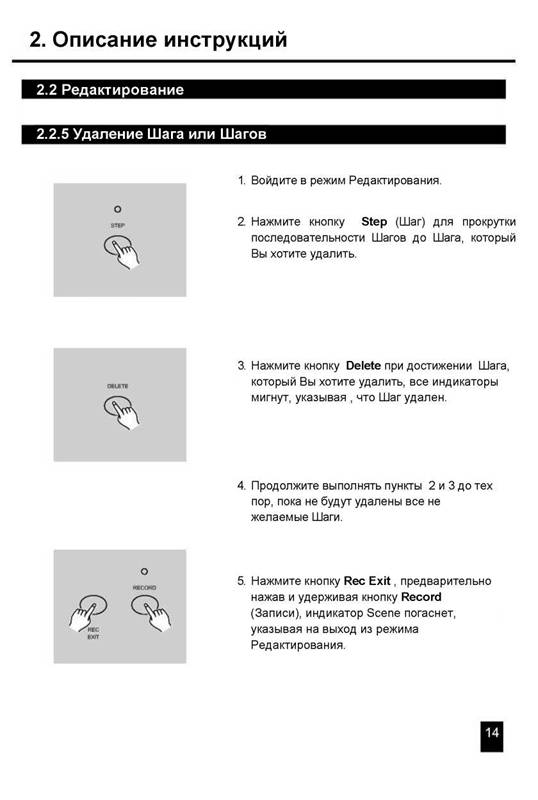 2. Описание инструкций
2.2 Редактирование
2.2.5 Удаление Шага или Шагов
STEP
1. Войдите в режим Редактирования.
2. Нажмите кнопку Step (Шаг) для прокрутки
последовательности Шагов до Шага, который
Вы хотите удалить.
DELETE
3. Нажмите кнопку Delete при достижении Шага,
который Вы хотите удалить, все индикаторы
мигнут, указывая , что Шаг удален.
4. Продолжите выполнять пункты 2 и 3 до тех
пор, пока не будут удалены все не
желаемые Шаги.
RECORD
REC
EXIT
5. Нажмите кнопку Rec Exit , предварительно
нажав и удерживая кнопку Record
(Записи), индикатор Scene погаснет,
указывая на выход из режима
Редактирования.
14